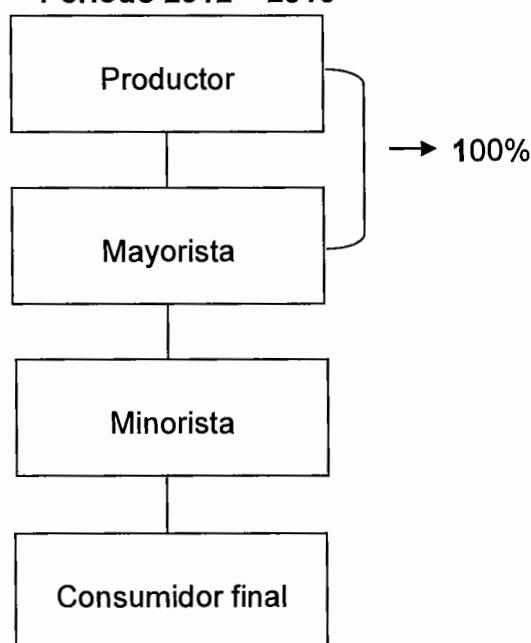 Productor
→ 100%
Mayorista
Minorista
Consumidor final